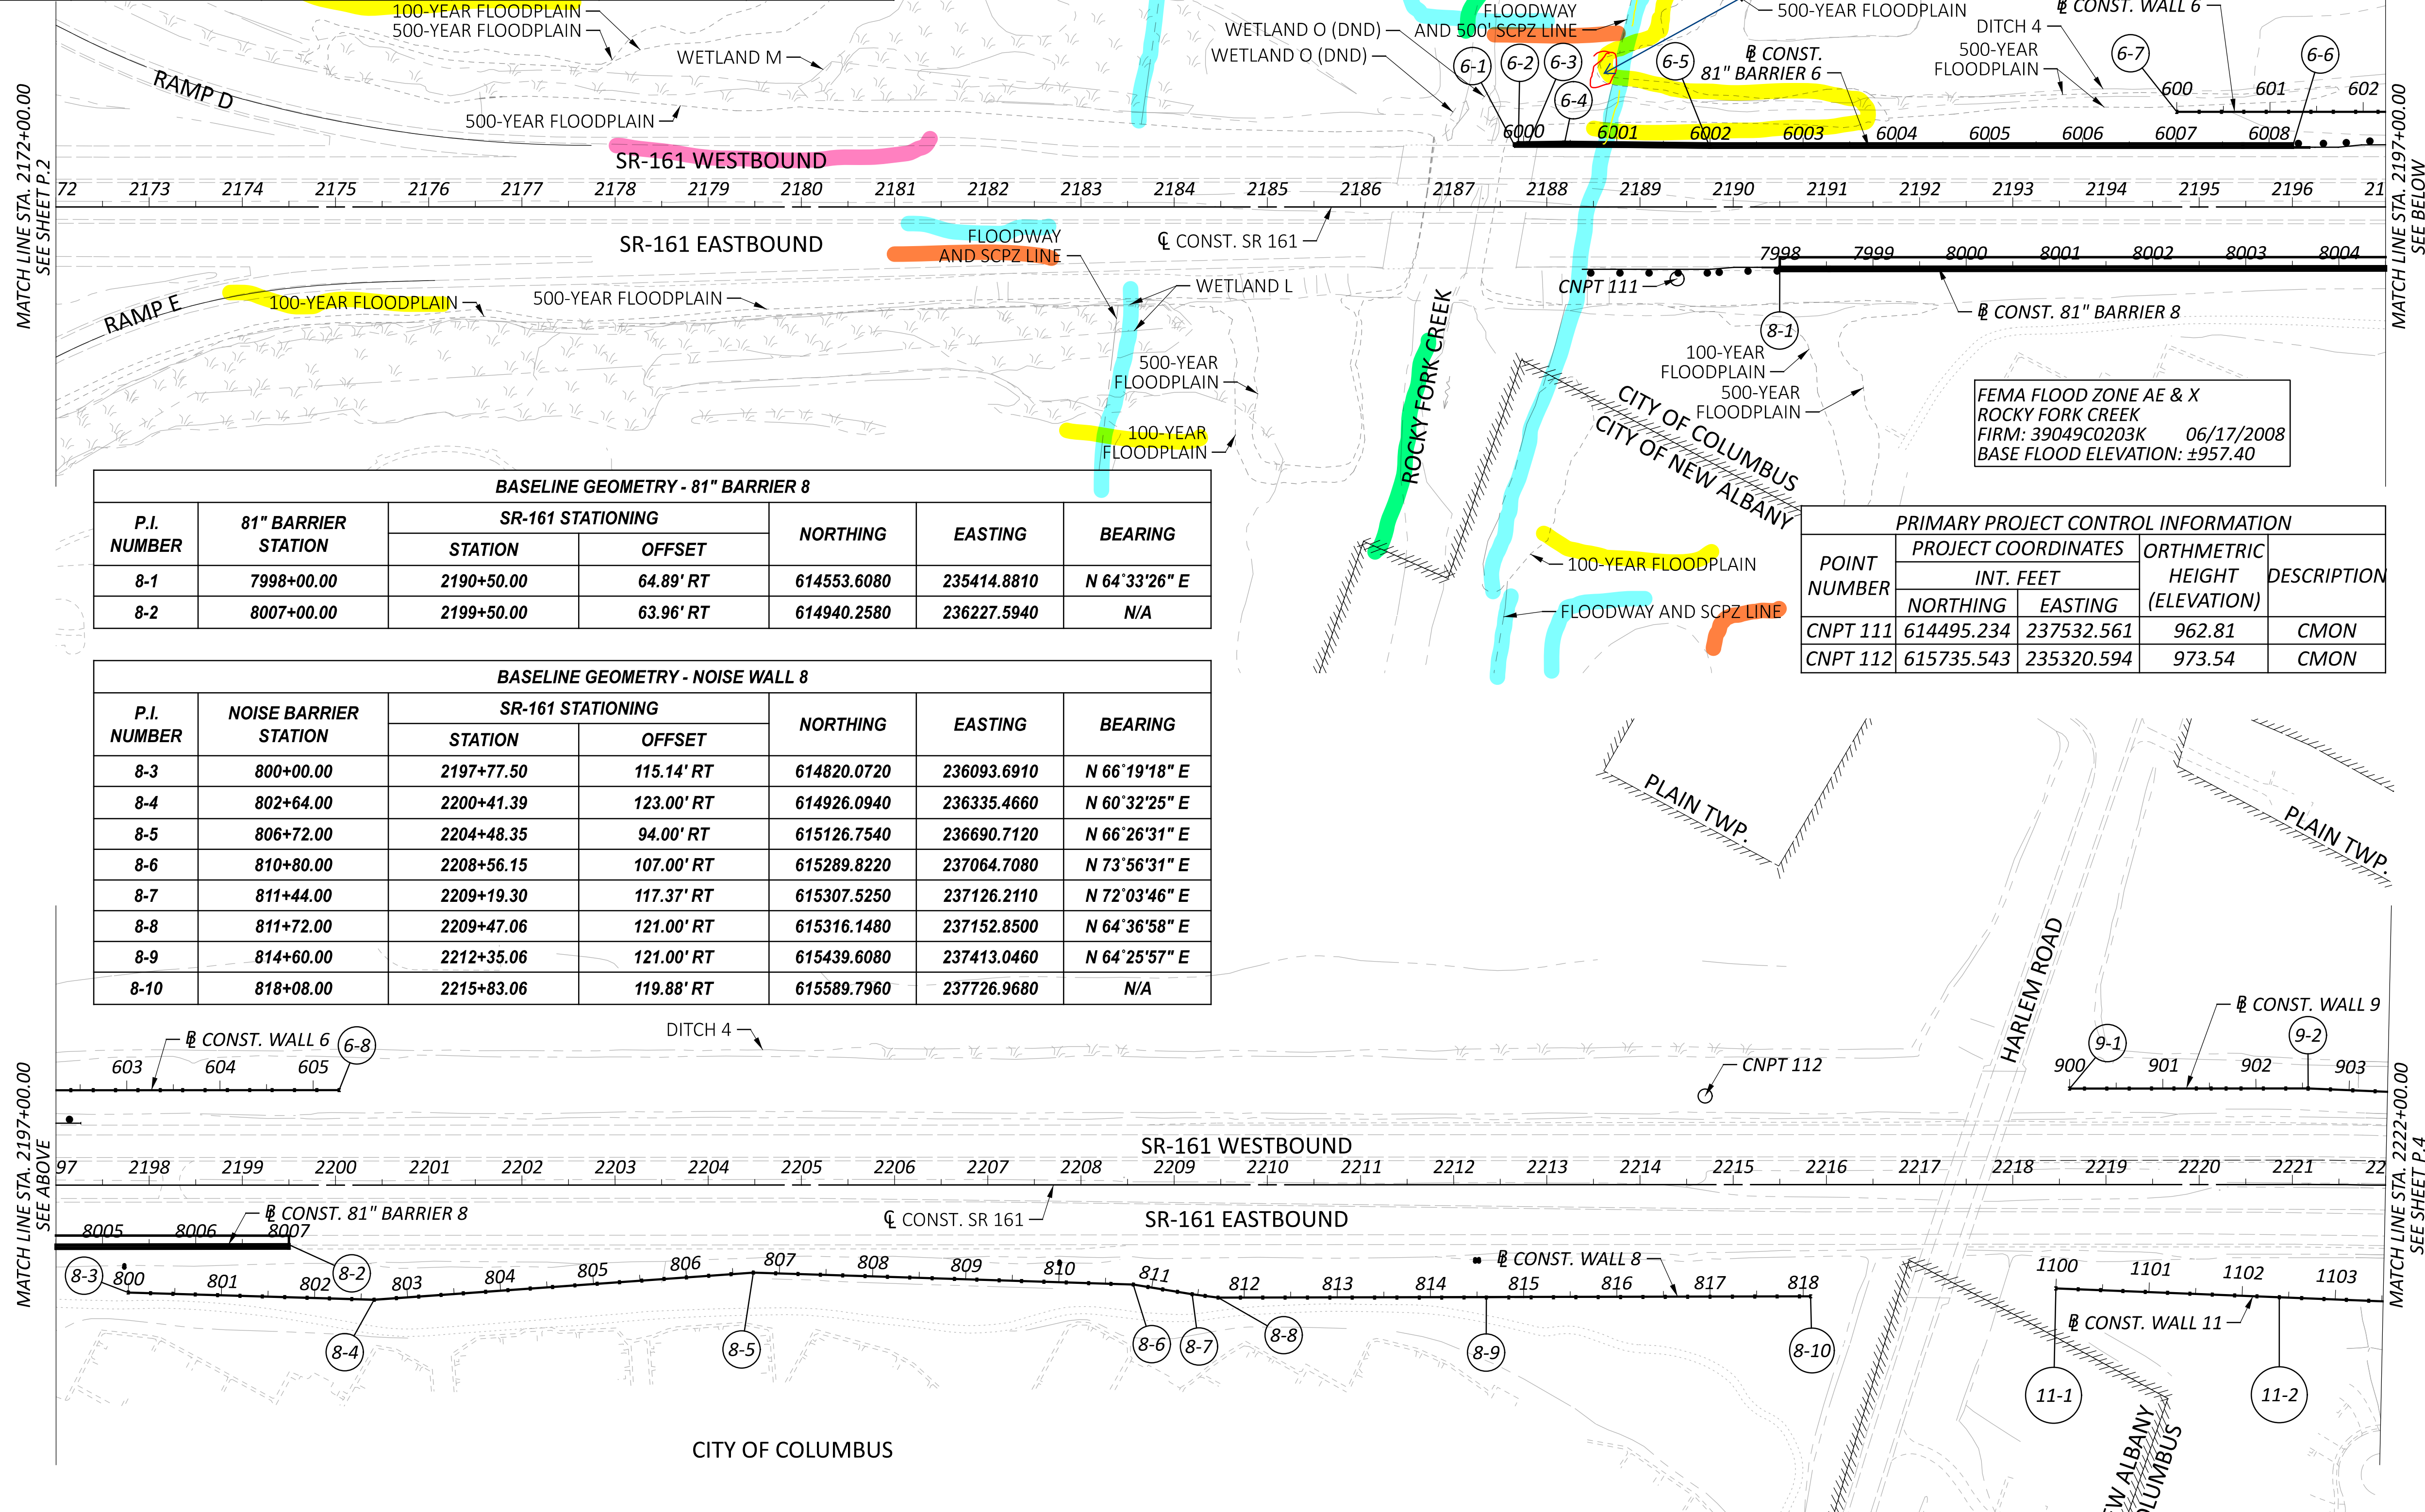 100-YEAR FLOODPLAIN
500-YEAR FLOODPLAIN
WETLAND M
RAMP D
500-YEAR FLOODPLAIN
MATCH LINE STA. 2172+00.00
SEE SHEET P.2
SR-161 WESTBOUND
WETLAND O (DND)
WETLAND O (DND)
FLOODWAY
AND 500' SCPZ LINE
500-YEAR FLOODPLAIN
℄ CONST. WALL 6
DITCH 4
500-YEAR
FLOODPLAIN
6-1
6-2
6-3
6-4
6-5
6-7
6-6
B̲L CONST.
81" BARRIER 6
600 601 602
6000 6001 6002 6003 6004 6005 6006 6007 6008
MATCH LINE STA. 2197+00.00
SEE BELOW
72 2173 2174 2175 2176 2177 2178 2179 2180 2181 2182 2183 2184 2185 2186 2187 2188 2189 2190 2191 2192 2193 2194 2195 2196 21
SR-161 EASTBOUND
FLOODWAY
AND SCPZ LINE
℄ CONST. SR 161
WETLAND L
RAMP E
100-YEAR FLOODPLAIN
500-YEAR FLOODPLAIN
7998 7999 8000 8001 8002 8003 8004
CNPT 111
BL CONST. 81" BARRIER 8
8-1
500-YEAR
FLOODPLAIN
100-YEAR
FLOODPLAIN
ROCKY FORK CREEK
100-YEAR
FLOODPLAIN
500-YEAR
FLOODPLAIN
CITY OF COLUMBUS
CITY OF NEW ALBANY
FEMA FLOOD ZONE AE & X
ROCKY FORK CREEK
FIRM: 39049C0203K 06/17/2008
BASE FLOOD ELEVATION: ±957.40
100-YEAR FLOODPLAIN
FLOODWAY AND SCPZ LINE
BASELINE GEOMETRY - 81" BARRIER 8
P.I. NUMBER 81" BARRIER STATION SR-161 STATIONING NORTHING EASTING BEARING
STATION OFFSET
8-1 7998+00.00 2190+50.00 64.89' RT 614553.6080 235414.8810 N 64°33'26" E
8-2 8007+00.00 2199+50.00 63.96' RT 614940.2580 236227.5940 N/A
PRIMARY PROJECT CONTROL INFORMATION
POINT NUMBER PROJECT COORDINATES ORTHMETRIC HEIGHT (ELEVATION) DESCRIPTION
INT. FEET
NORTHING EASTING
CNPT 111 614495.234 237532.561 962.81 CMON
CNPT 112 615735.543 235320.594 973.54 CMON
BASELINE GEOMETRY - NOISE WALL 8
P.I. NUMBER NOISE BARRIER STATION SR-161 STATIONING NORTHING EASTING BEARING
STATION OFFSET
8-3 800+00.00 2197+77.50 115.14' RT 614820.0720 236093.6910 N 66°19'18" E
8-4 802+64.00 2200+41.39 123.00' RT 614926.0940 236335.4660 N 60°32'25" E
8-5 806+72.00 2204+48.35 94.00' RT 615126.7540 236690.7120 N 66°26'31" E
8-6 810+80.00 2208+56.15 107.00' RT 615289.8220 237064.7080 N 73°56'31" E
8-7 811+44.00 2209+19.30 117.37' RT 615307.5250 237126.2110 N 72°03'46" E
8-8 811+72.00 2209+47.06 121.00' RT 615316.1480 237152.8500 N 64°36'58" E
8-9 814+60.00 2212+35.06 121.00' RT 615439.6080 237413.0460 N 64°25'57" E
8-10 818+08.00 2215+83.06 119.88' RT 615589.7960 237726.9680 N/A
PLAIN TWP.
PLAIN TWP.
HARLEM ROAD
MATCH LINE STA. 2197+00.00
SEE ABOVE
BL CONST. WALL 6
603 604 605
6-8
DITCH 4
CNPT 112
BL CONST. WALL 9
9-1
9-2
900 901 902 903
MATCH LINE STA. 2222+00.00
SEE SHEET P.4
SR-161 WESTBOUND
97 2198 2199 2200 2201 2202 2203 2204 2205 2206 2207 2208 2209 2210 2211 2212 2213 2214 2215 2216 2217 2218 2219 2220 2221 22
BL CONST. 81" BARRIER 8
℄ CONST. SR 161
SR-161 EASTBOUND
8005 8006 8007
8-2
8-3
800 801 802 803 804 805 806 807 808 809 810 811 812 813 814 815 816 817 818
BL CONST. WALL 8
1100 1101 1102 1103
BL CONST. WALL 11
8-4
8-5
8-6
8-7
8-8
8-9
8-10
11-1
11-2
CITY OF COLUMBUS
EW ALBANY
OLUMBUS